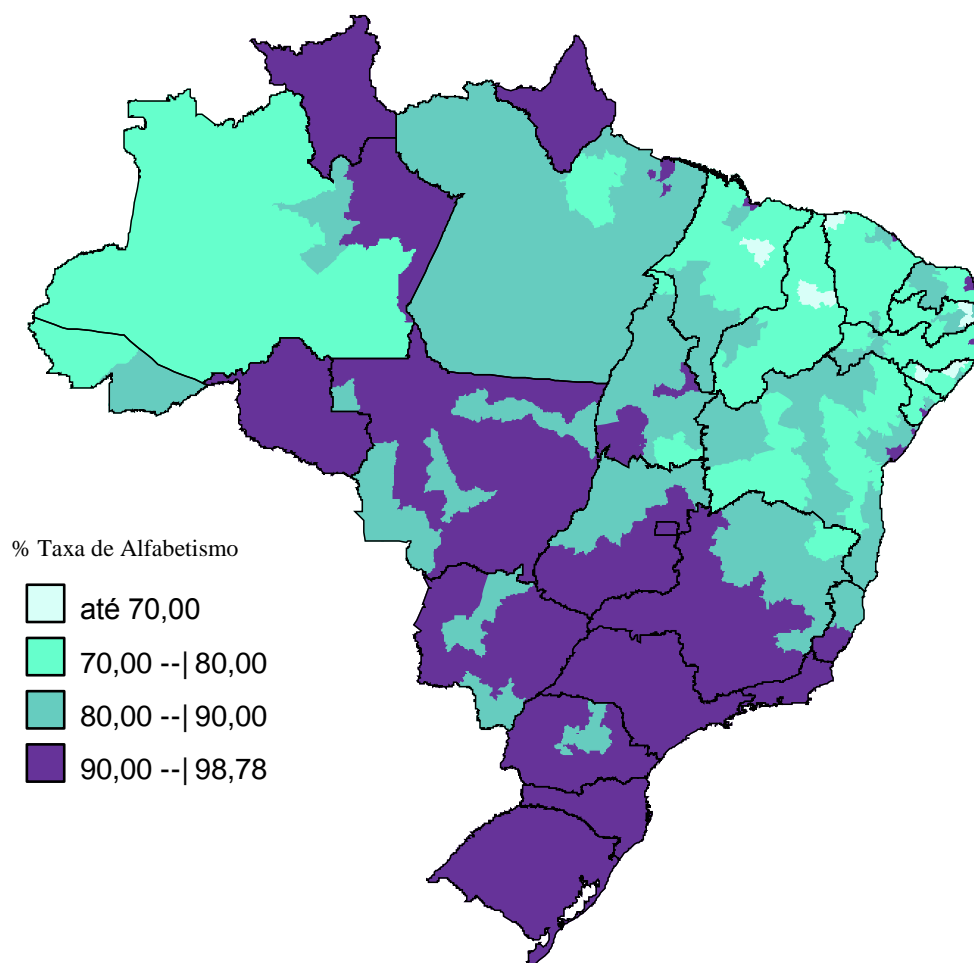 % Taxa de Alfabetismo
até 70,00
70,00 --| 80,00
80,00 --| 90,00
90,00 --| 98,78